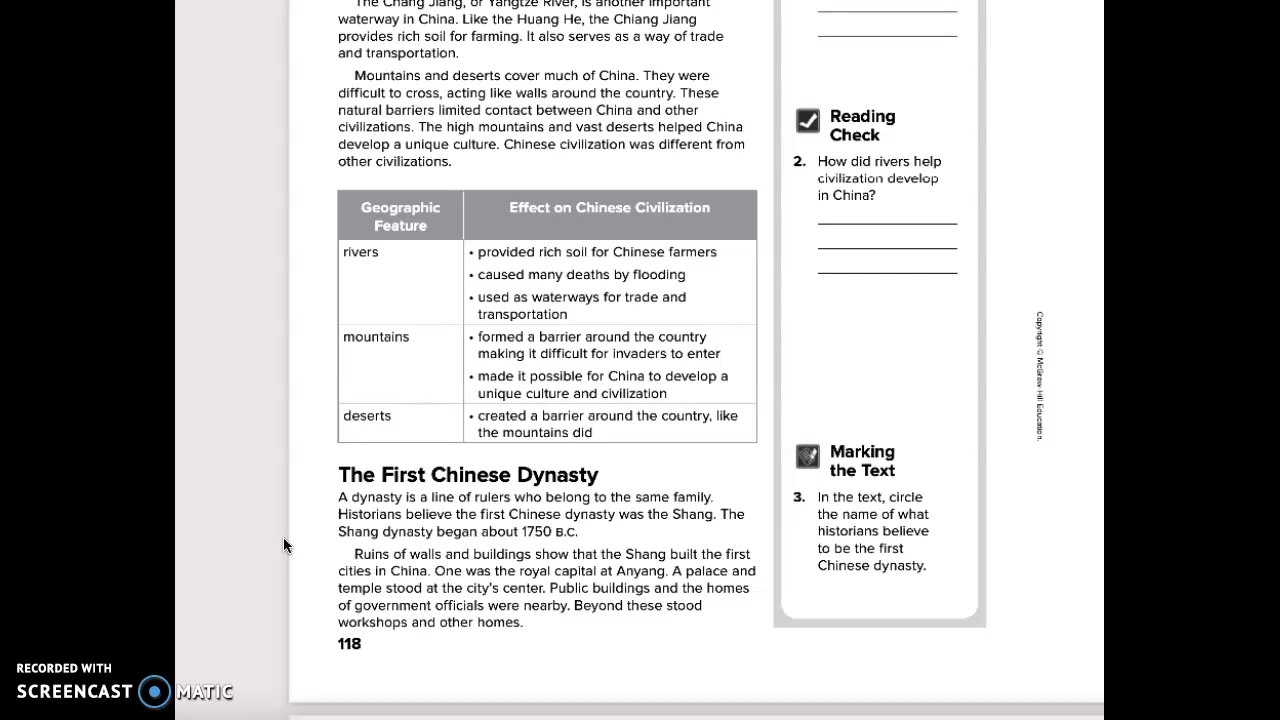 The Chang Jiang, or Yangtze River, is another important
waterway in China. Like the Huang He, the Chiang Jiang
provides rich soil for farming. It also serves as a way of trade
and transportation.
Mountains and deserts cover much of China. They were
difficult to cross, acting like walls around the country. These
natural barriers limited contact between China and other
civilizations. The high mountains and vast deserts helped China
develop a unique culture. Chinese civilization was different from
other civilizations.
Geographic
Feature
Effect on Chinese Civilization
rivers
• provided rich soil for Chinese farmers
• caused many deaths by flooding
• used as waterways for trade and
transportation
mountains
• formed a barrier around the country
making it difficult for invaders to enter
• made it possible for China to develop a
unique culture and civilization
deserts
• created a barrier around the country, like
the mountains did
The First Chinese Dynasty
A dynasty is a line of rulers who belong to the same family.
Historians believe the first Chinese dynasty was the Shang. The
Shang dynasty began about 1750 B.C.
Ruins of walls and buildings show that the Shang built the first
cities in China. One was the royal capital at Anyang. A palace and
temple stood at the city's center. Public buildings and the homes
of government officials were nearby. Beyond these stood
workshops and other homes.
118
Reading
Check
2. How did rivers help
civilization develop
in China?
Marking
the Text
3. In the text, circle
the name of what
historians believe
to be the first
Chinese dynasty.
Copyright © McGraw-Hill Education.
RECORDED WITH
SCREENCAST MATIC